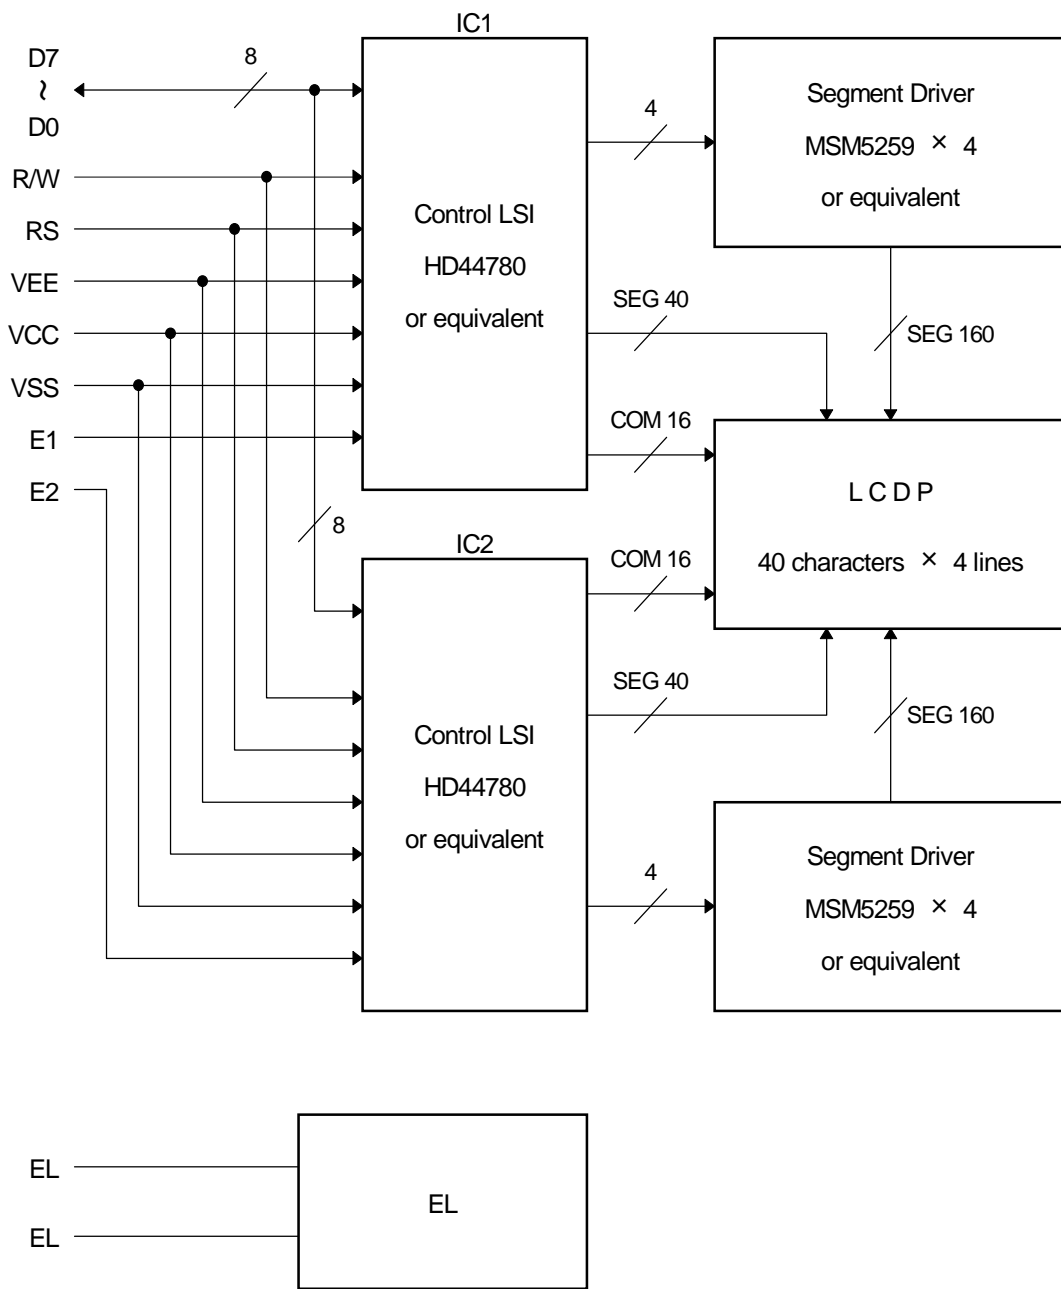 IC1
D7
~
D0
8
R/W
RS
VEE
VCC
VSS
E1
E2
Control LSI
HD44780
or equivalent
4
Segment Driver
MSM5259 × 4
or equivalent
SEG 40
SEG 160
COM 16
L C D P
40 characters × 4 lines
8
IC2
COM 16
SEG 40
SEG 160
Control LSI
HD44780
or equivalent
4
Segment Driver
MSM5259 × 4
or equivalent
EL
EL
EL